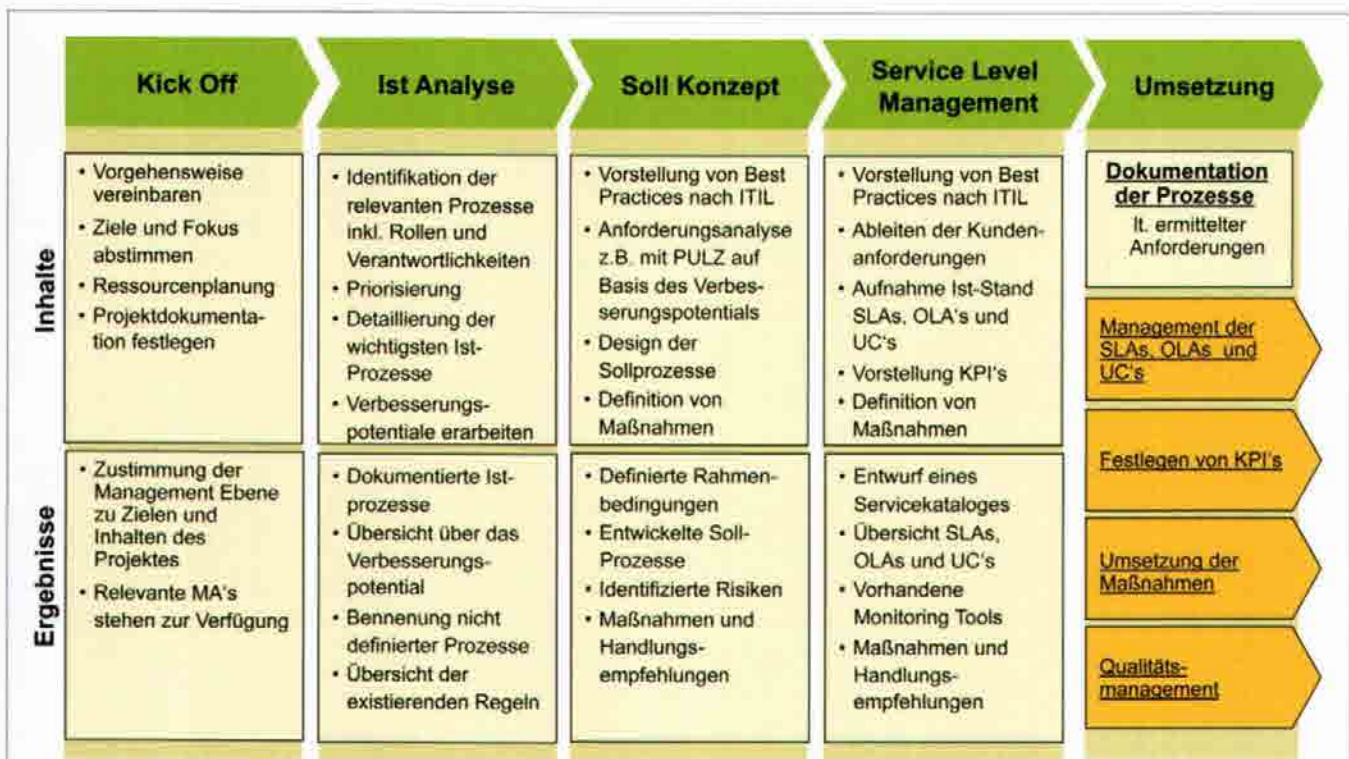 Kick Off
Ist Analyse
Soll Konzept
Service Level
Management
Umsetzung
Inhalte
• Vorgehensweise
vereinbaren
• Ziele und Fokus
abstimmen
• Ressourcenplanung
• Projektdokumenta-
tion festlegen
• Identifikation der
relevanten Prozesse
inkl. Rollen und
Verantwortlichkeiten
• Priorisierung
• Detaillierung der
wichtigsten Ist-
Prozesse
• Verbesserungs-
potentiale erarbeiten
• Vorstellung von Best
Practices nach ITIL
• Anforderungsanalyse
z.B. mit PULZ auf
Basis des Verbes-
serungspotentials
• Design der
Sollprozesse
• Definition von
Maßnahmen
• Vorstellung von Best
Practices nach ITIL
• Ableiten der Kunden-
anforderungen
• Aufnahme Ist-Stand
SLAs, OLA's und
UC's
• Vorstellung KPI's
• Definition von
Maßnahmen
Dokumentation
der Prozesse
lt. ermittelter
Anforderungen
Management der
SLAs, OLAs und
UC's
Festlegen von KPI's
Umsetzung der
Maßnahmen
Qualitäts-
management
Ergebnisse
• Zustimmung der
Management Ebene
zu Zielen und
Inhalten des
Projektes
• Relevante MA's
stehen zur Verfügung
• Dokumentierte Ist-
prozesse
• Übersicht über das
Verbesserungs-
potential
• Bennenung nicht
definierter Prozesse
• Übersicht der
existierenden Regeln
• Definierte Rahmen-
bedingungen
• Entwickelte Soll-
Prozesse
• Identifizierte Risiken
• Maßnahmen und
Handlungs-
empfehlungen
• Entwurf eines
Servicekataloges
• Übersicht SLAs,
OLAs und UC's
• Vorhandene
Monitoring Tools
• Maßnahmen und
Handlungs-
empfehlungen